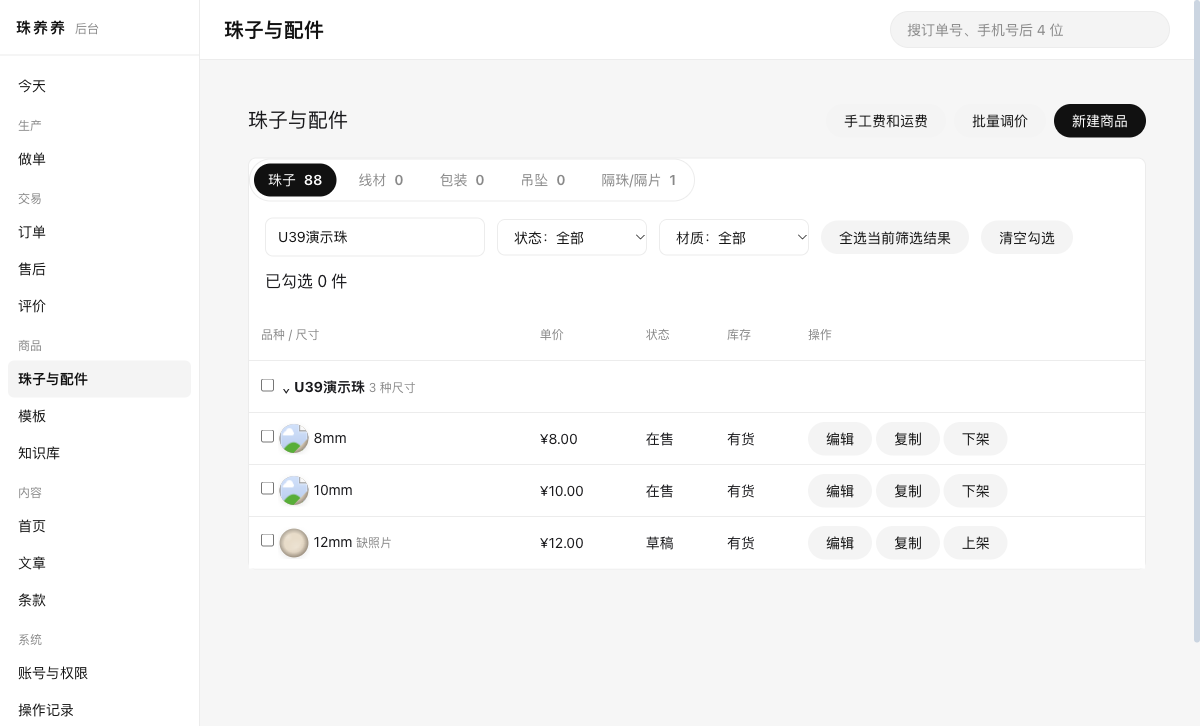 珠养养 后台
珠子与配件
搜订单号、手机号后 4 位
今天
生产
做单
交易
订单
售后
评价
商品
珠子与配件
模板
知识库
内容
首页
文章
条款
系统
账号与权限
操作记录
珠子与配件
手工费和运费 批量调价 新建商品
珠子 88 线材 0 包装 0 吊坠 0 隔珠/隔片 1
U39演示珠 状态：全部 材质：全部 全选当前筛选结果 清空勾选
已勾选 0 件
品种 / 尺寸 单价 状态 库存 操作
U39演示珠 3 种尺寸
8mm ¥8.00 在售 有货 编辑 复制 下架
10mm ¥10.00 在售 有货 编辑 复制 下架
12mm 缺照片 ¥12.00 草稿 有货 编辑 复制 上架